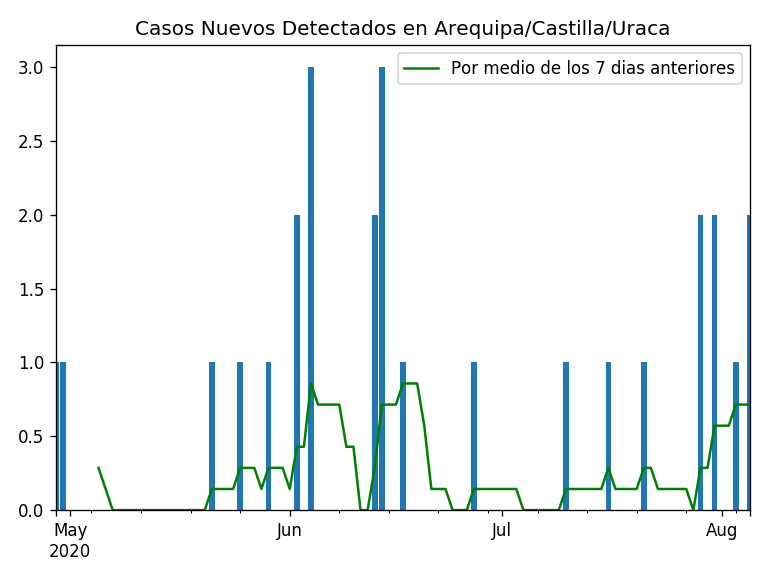 Casos Nuevos Detectados en Arequipa/Castilla/Uraca
Por medio de los 7 dias anteriores
3.0
2.5
2.0
1.5
1.0
0.5
0.0
May Jun Jul Aug
2020